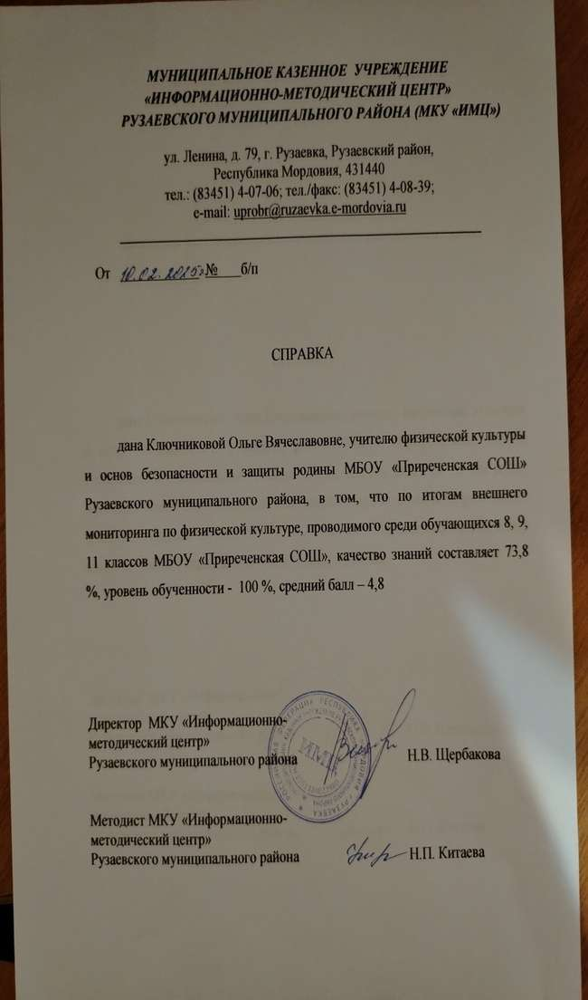 МУНИЦИПАЛЬНОЕ КАЗЕННОЕ УЧРЕЖДЕНИЕ
«ИНФОРМАЦИОННО-МЕТОДИЧЕСКИЙ ЦЕНТР»
РУЗАЕВСКОГО МУНИЦИПАЛЬНОГО РАЙОНА (МКУ «ИМЦ»)
ул. Ленина, д. 79, г. Рузаевка, Рузаевский район,
Республика Мордовия, 431440
тел.: (83451) 4-07-06; тел./факс: (83451) 4-08-39;
e-mail: uprobr@ruzaevka.e-mordovia.ru
От 10.02.2025г № б/п
СПРАВКА
дана Ключниковой Ольге Вячеславовне, учителю физической культуры
и основ безопасности и защиты родины МБОУ «Приреченская СОШ»
Рузаевского муниципального района, в том, что по итогам внешнего
мониторинга по физической культуре, проводимого среди обучающихся 8, 9,
11 классов МБОУ «Приреченская СОШ», качество знаний составляет 73,8
%, уровень обученности - 100 %, средний балл – 4,8
Директор МКУ «Информационно-
методический центр»
Рузаевского муниципального района Н.В. Щербакова
ИМЦ
Методист МКУ «Информационно-
методический центр»
Рузаевского муниципального района Н.П. Китаева